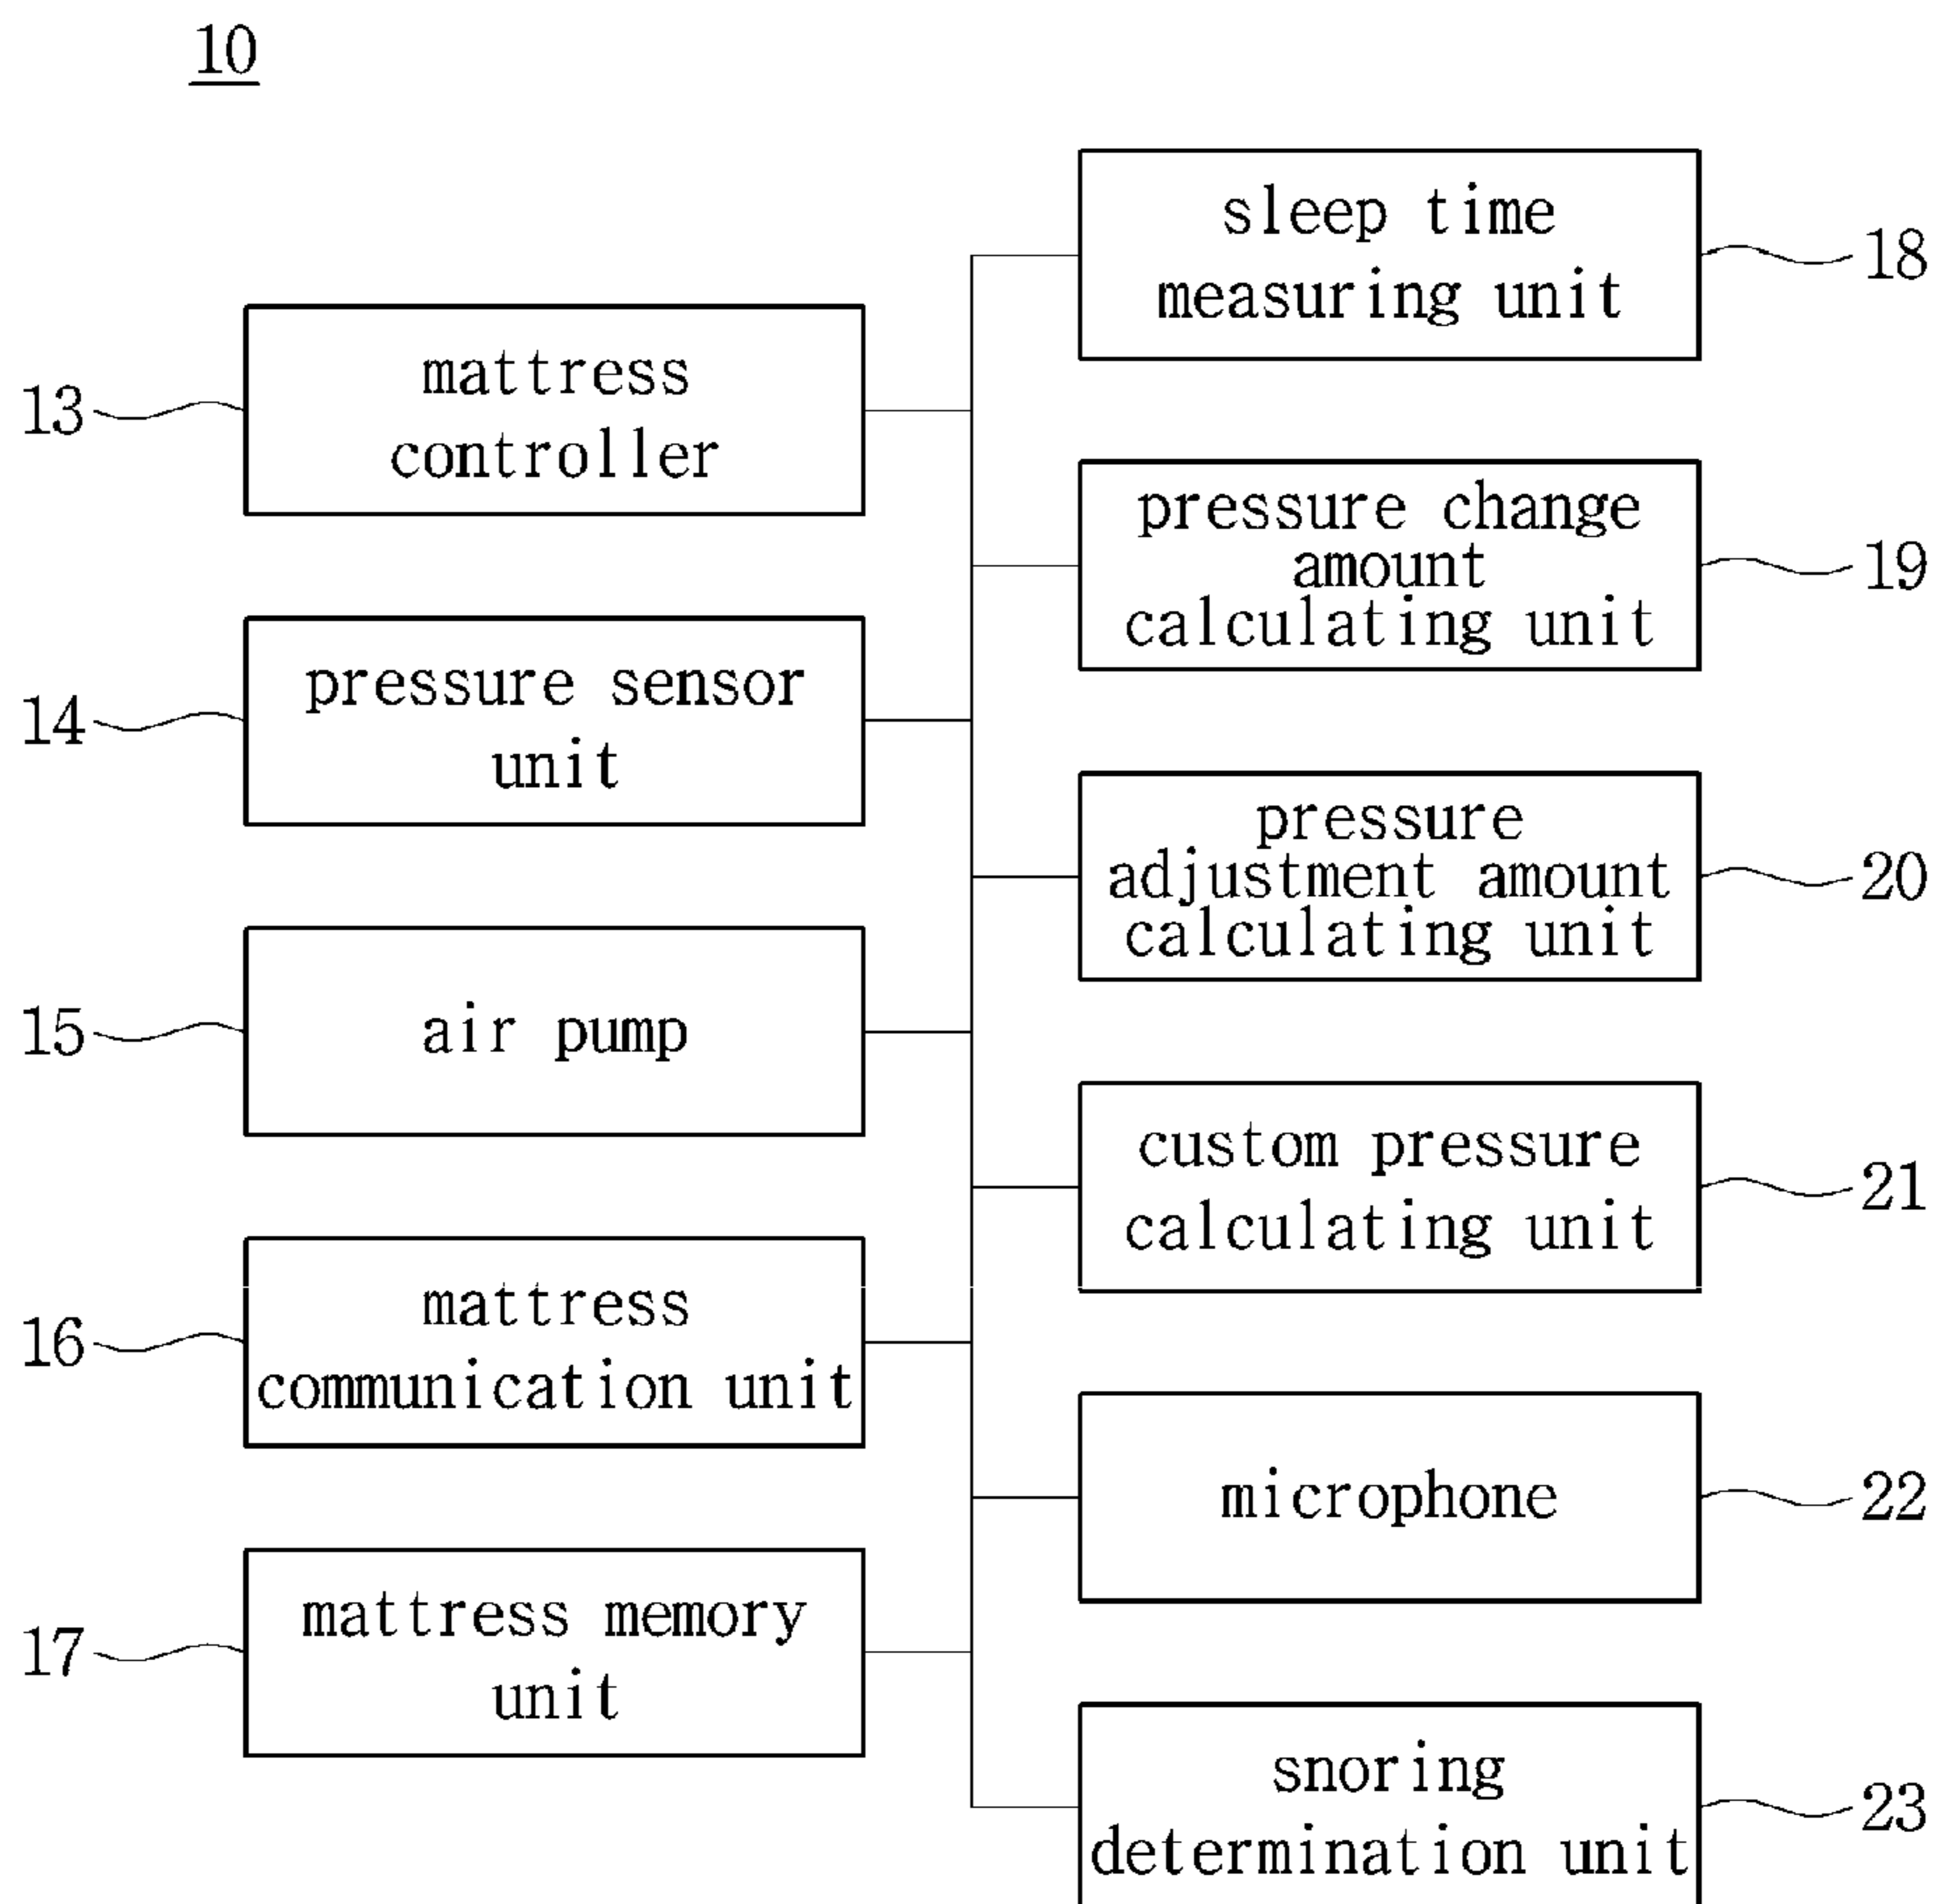 10
13
mattress
controller
14
pressure sensor
unit
15
air pump
16
mattress
communication unit
17
mattress memory
unit
sleep time
measuring unit
18
pressure change
amount
calculating unit
19
pressure
adjustment amount
calculating unit
20
custom pressure
calculating unit
21
microphone
22
snoring
determination unit
23